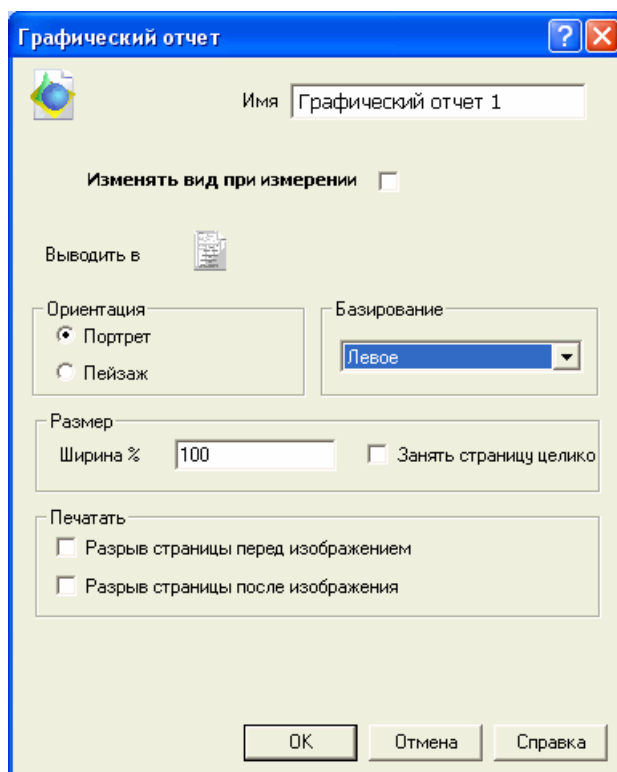 Графический отчет
Имя Графический отчет 1
Изменять вид при измерении
Выводить в
Ориентация
Портрет
Пейзаж
Базирование
Левое
Размер
Ширина % 100 Занять страницу целико
Печатать
Разрыв страницы перед изображением
Разрыв страницы после изображения
OK Отмена Справка